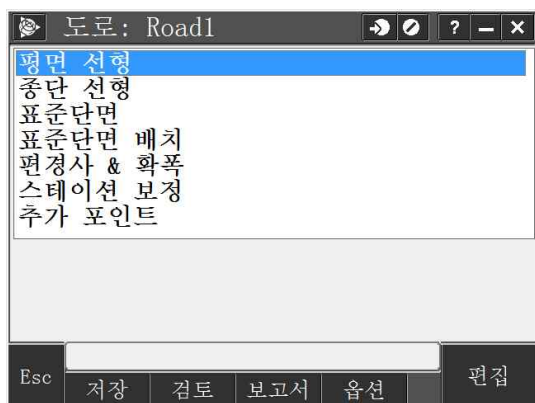 도로: Road1
? – ×
평면 선형
종단 선형
표준단면
표준단면 배치
편경사 & 확폭
스테이션 보정
추가 포인트
Esc 저장 검토 보고서 옵션 편집